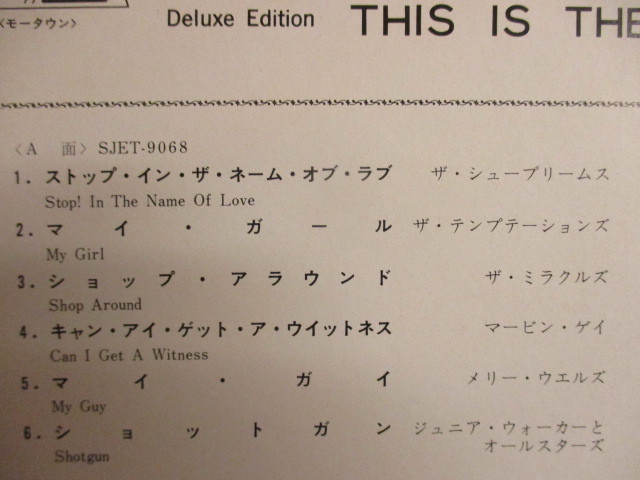 Deluxe Edition THIS IS THE
<モータウン>
<A 面> SJET-9068
1. ストップ・イン・ザ・ネーム・オブ・ラブ ザ・シュープリームス
Stop! In The Name Of Love
2. マイ・ガール ザ・テンプテーションズ
My Girl
3. ショップ・アラウンド ザ・ミラクルズ
Shop Around
4. キャン・アイ・ゲット・ア・ウイットネス マービン・ゲイ
Can I Get A Witness
5. マイ・ガイ メリー・ウエルズ
My Guy
6. ショットガン ジュニア・ウォーカーと
オールスターズ
Shotgun